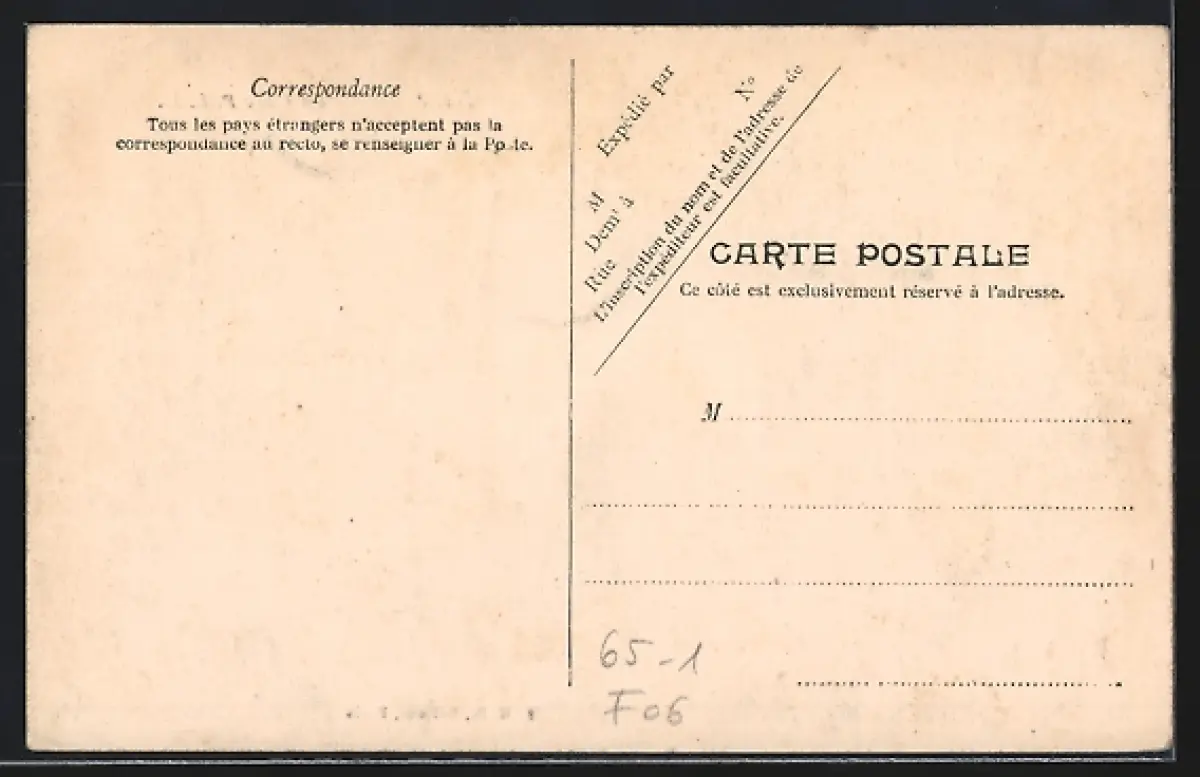 Correspondance
Tous les pays étrangers n'acceptent pas la
correspondance au recto, se renseigner à la Poste.
Expédié par
M
Demt à
Rue
N°
L'inscription du nom et de l'adresse de
l'expéditeur est facultative.
CARTE POSTALE
Ce côté est exclusivement réservé à l'adresse.
M
65-1
F06